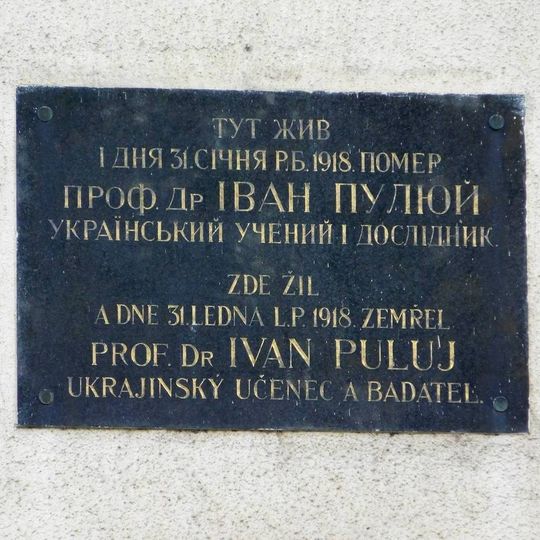 ТУТ ЖИВ
І ДНЯ 31. СІЧНЯ Р.Б. 1918. ПОМЕР
ПРОФ. ДР ІВАН ПУЛЮЙ
УКРАЇНСЬКИЙ УЧЕНИЙ І ДОСЛІДНИК.
ZDE ŽIL
A DNE 31. LEDNA L.P. 1918. ZEMŘEL
PROF. DR IVAN PULUJ
UKRAJINSKÝ UČENEC A BADATEL.